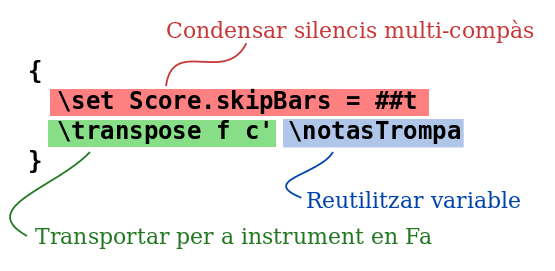 Condensar silencis multi-compàs
{
\set Score.skipBars = ##t
\transpose f c' \notasTrompa
}
Reutilitzar variable
Transportar per a instrument en Fa